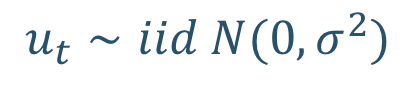 u_t ~ iid N(0, σ²)